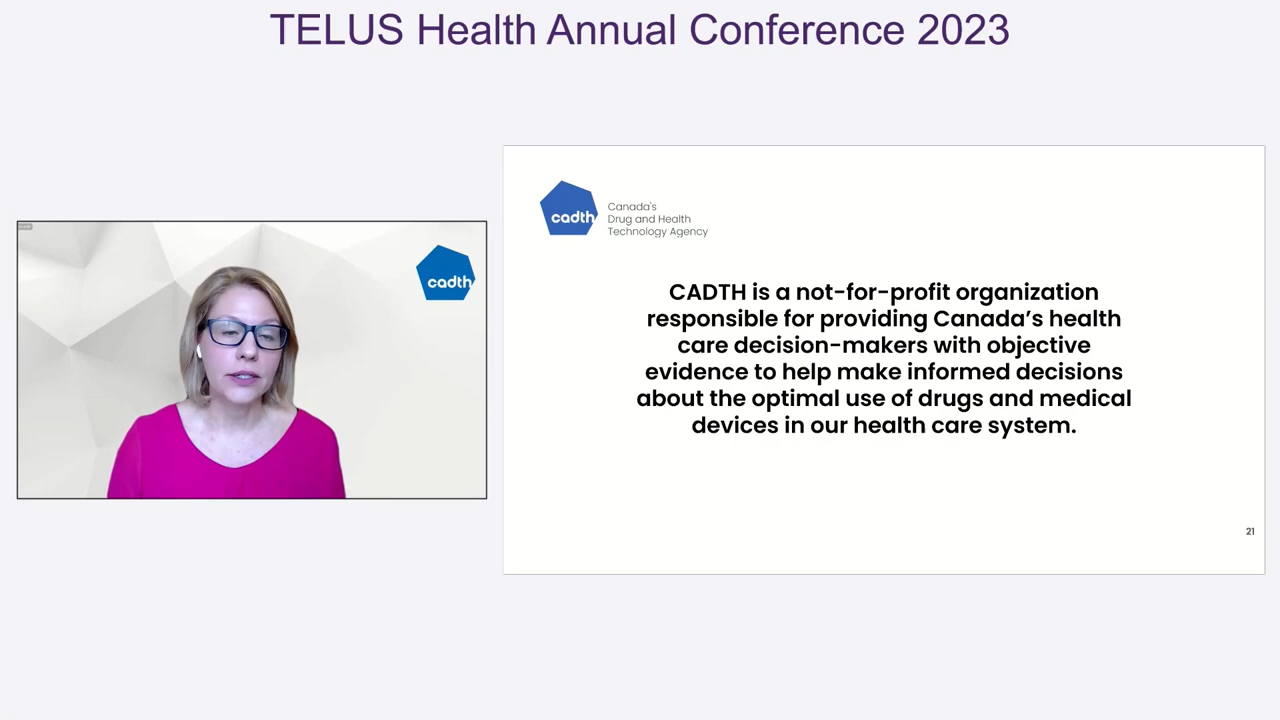 TELUS Health Annual Conference 2023
cadth
cadth
Canada's
Drug and Health
Technology Agency
CADTH is a not-for-profit organization
responsible for providing Canada’s health
care decision-makers with objective
evidence to help make informed decisions
about the optimal use of drugs and medical
devices in our health care system.
21